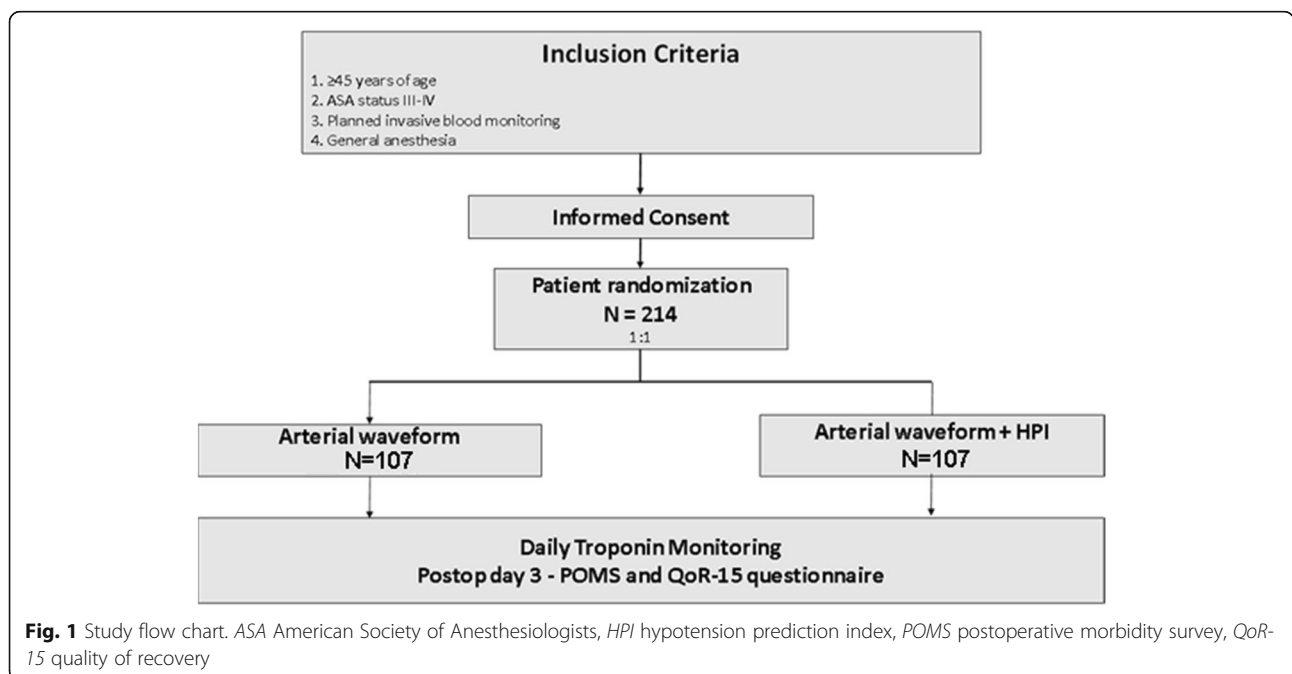 Inclusion Criteria
1. ≥45 years of age
2. ASA status III-IV
3. Planned invasive blood monitoring
4. General anesthesia
Informed Consent
Patient randomization
N = 214
1:1
Arterial waveform
N=107
Arterial waveform + HPI
N=107
Daily Troponin Monitoring
Postop day 3 - POMS and QoR-15 questionnaire
Fig. 1 Study flow chart. ASA American Society of Anesthesiologists, HPI hypotension prediction index, POMS postoperative morbidity survey, QoR-
15 quality of recovery